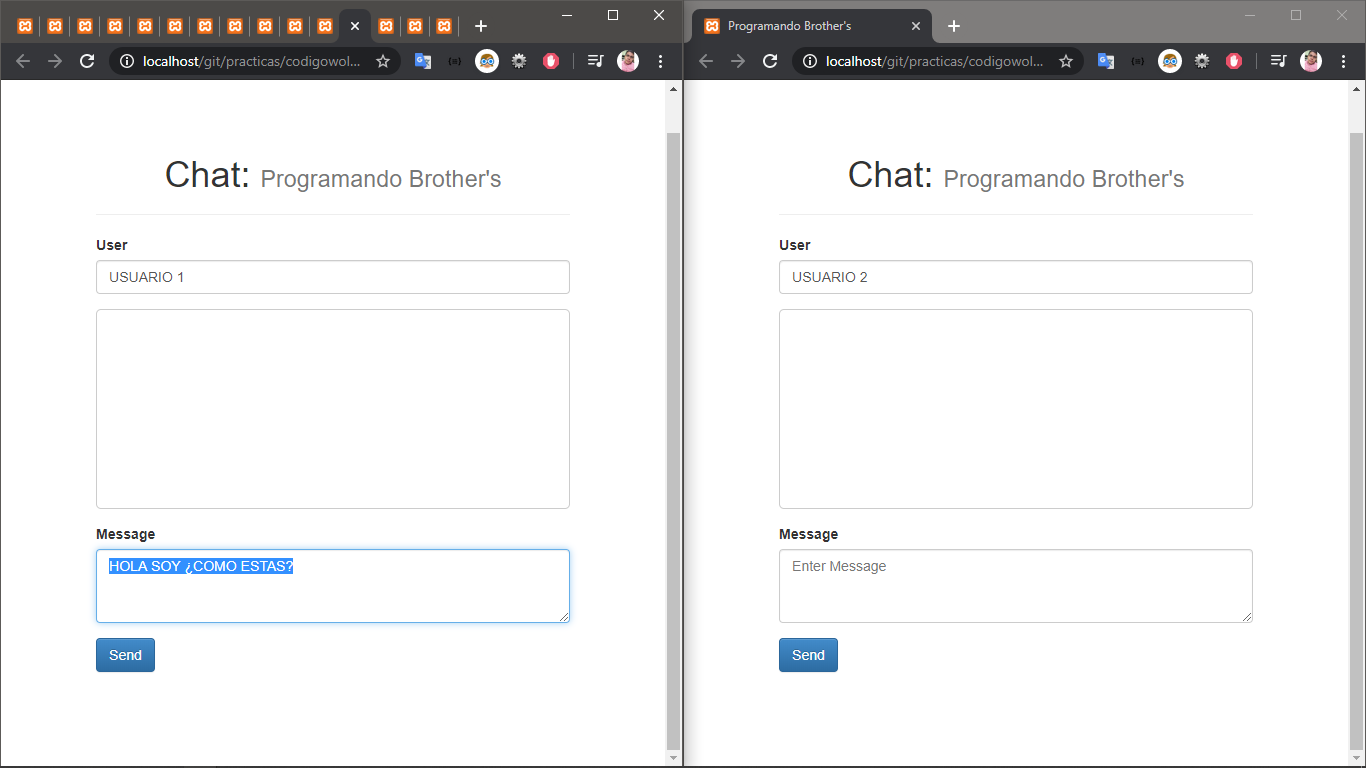 Programando Brother's
localhost/git/practicas/codigowol...
localhost/git/practicas/codigowol...
Chat: Programando Brother's
User
USUARIO 1
Message
HOLA SOY ¿COMO ESTAS?
Send
Chat: Programando Brother's
User
USUARIO 2
Message
Enter Message
Send